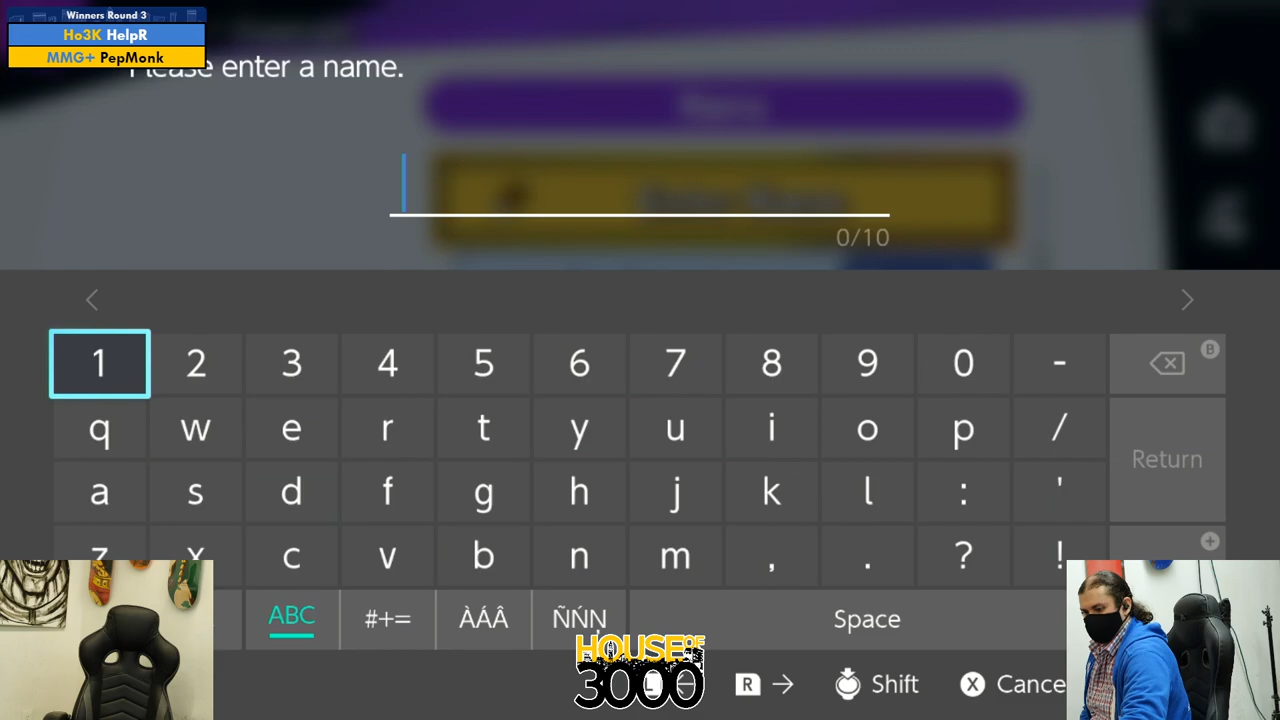 Winners Round 3
Ho3K HelpR
MMG+ PepMonk
Please enter a name.
0/10
1 2 3 4 5 6 7 8 9 0 -
q w e r t y u i o p /
Return
a s d f g h j k l : '
z x c v b n m , . ? !
ABC #+= ÀÁÂ ÑŃŅ Space
HOUSE OF
3000
R → Shift X Cance